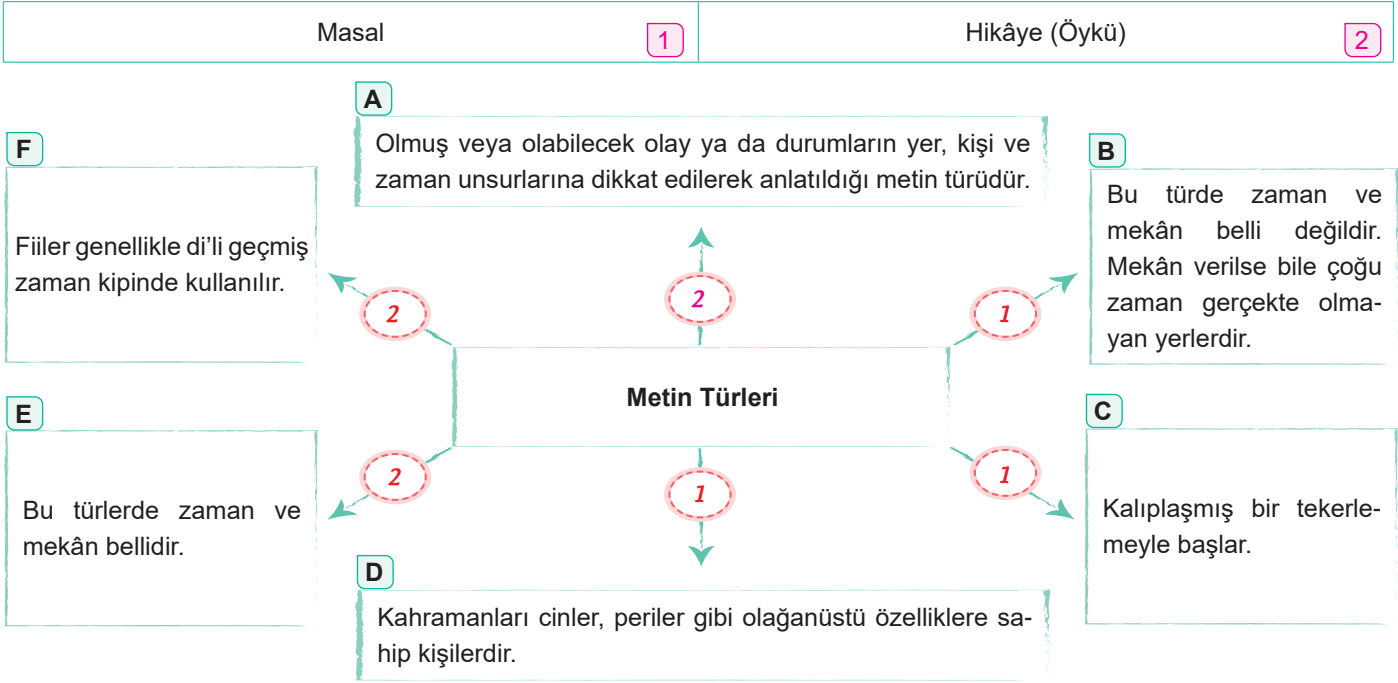 Masal 1
Hikâye (Öykü) 2
A
Olmuş veya olabilecek olay ya da durumların yer, kişi ve
zaman unsurlarına dikkat edilerek anlatıldığı metin türüdür.
F
Fiiler genellikle di’li geçmiş
zaman kipinde kullanılır.
B
Bu türde zaman ve
mekân belli değildir.
Mekân verilse bile çoğu
zaman gerçekte olma-
yan yerlerdir.
2
2
1
Metin Türleri
E
Bu türlerde zaman ve
mekân bellidir.
2
1
1
C
Kalıplaşmış bir tekerle-
meyle başlar.
D
Kahramanları cinler, periler gibi olağanüstü özelliklere sa-
hip kişilerdir.